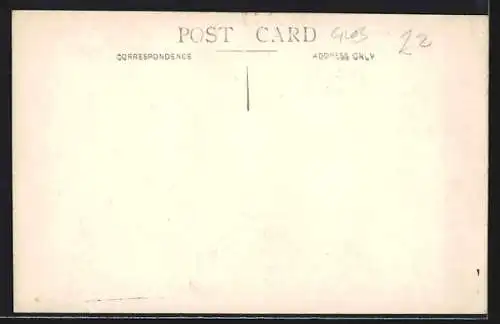 POST CARD GLOS 22
CORRESPONDENCE ADDRESS ONLY